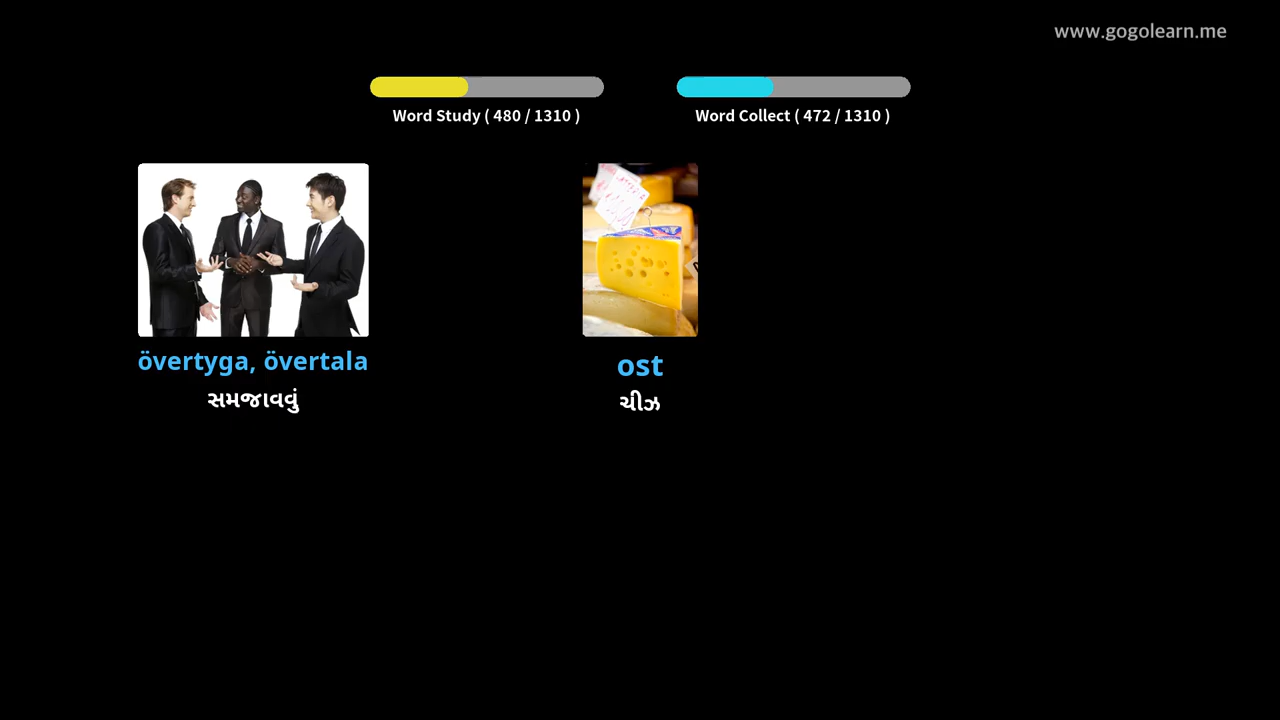 www.gogolearn.me
Word Study ( 480 / 1310 )
Word Collect ( 472 / 1310 )
övertyga, övertala
સમજાવવું
ost
ચીઝ